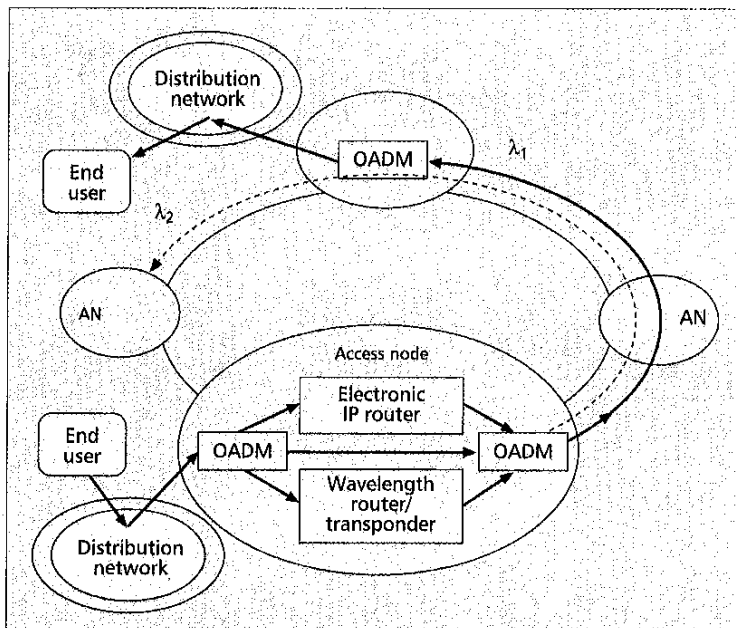 Distribution
network
OADM
λ1
End
user
λ2
AN
AN
Access node
Electronic
IP router
End
user
OADM
OADM
Wavelength
router/
transponder
Distribution
network